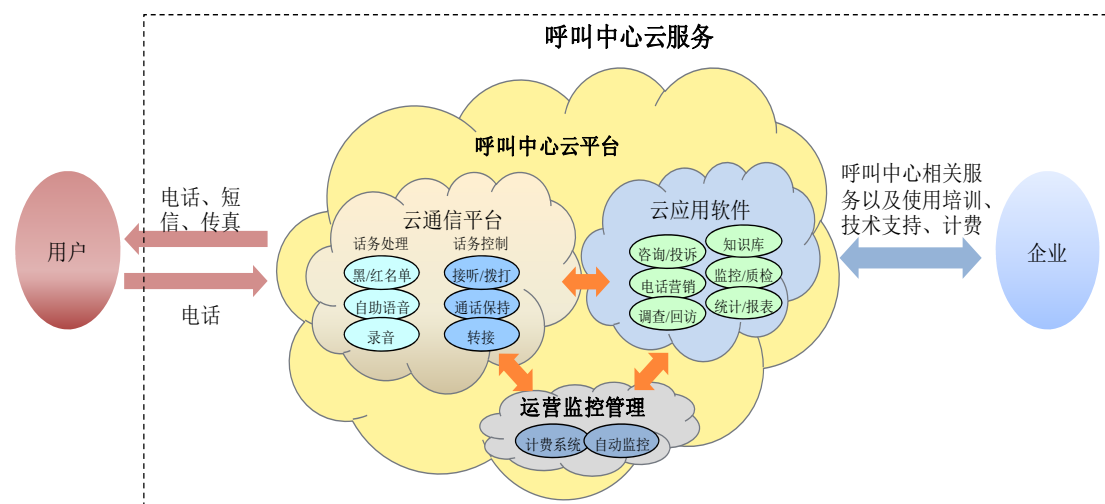 呼叫中心云服务
呼叫中心云平台
用户
电话、短
信、传真
电话
云通信平台
话务处理
话务控制
黑/红名单
自助语音
录音
接听/拨打
通话保持
转接
云应用软件
咨询/投诉
电话营销
调查/回访
知识库
监控/质检
统计/报表
运营监控管理
计费系统
自动监控
呼叫中心相关服
务以及使用培训、
技术支持、计费
企业